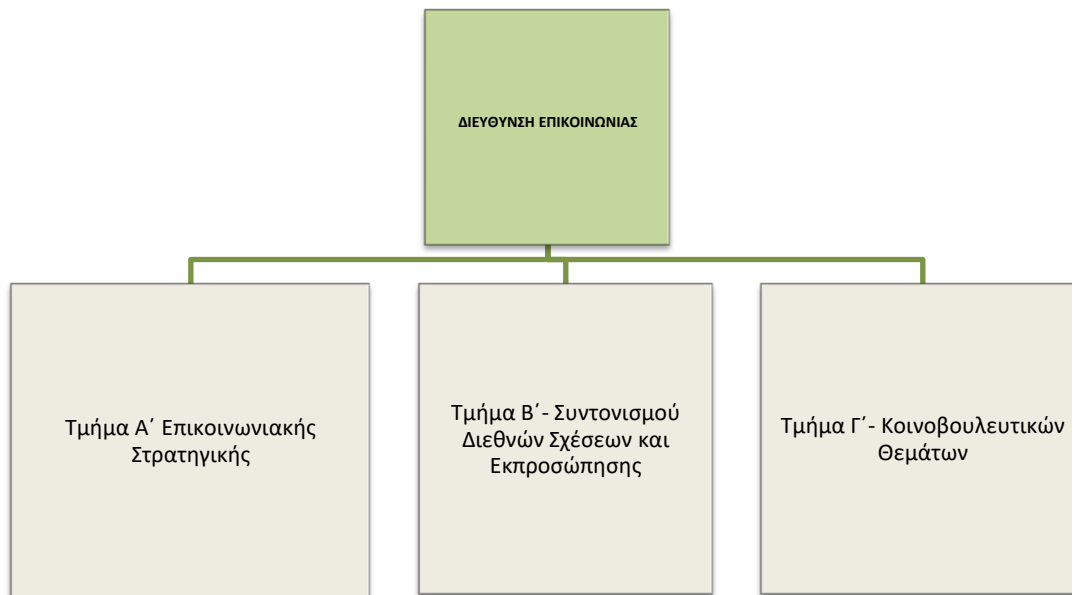 ΔΙΕΥΘΥΝΣΗ ΕΠΙΚΟΙΝΩΝΙΑΣ
Τμήμα Α΄ Επικοινωνιακής
Στρατηγικής
Τμήμα Β΄- Συντονισμού
Διεθνών Σχέσεων και
Εκπροσώπησης
Τμήμα Γ΄- Κοινοβουλευτικών
Θεμάτων